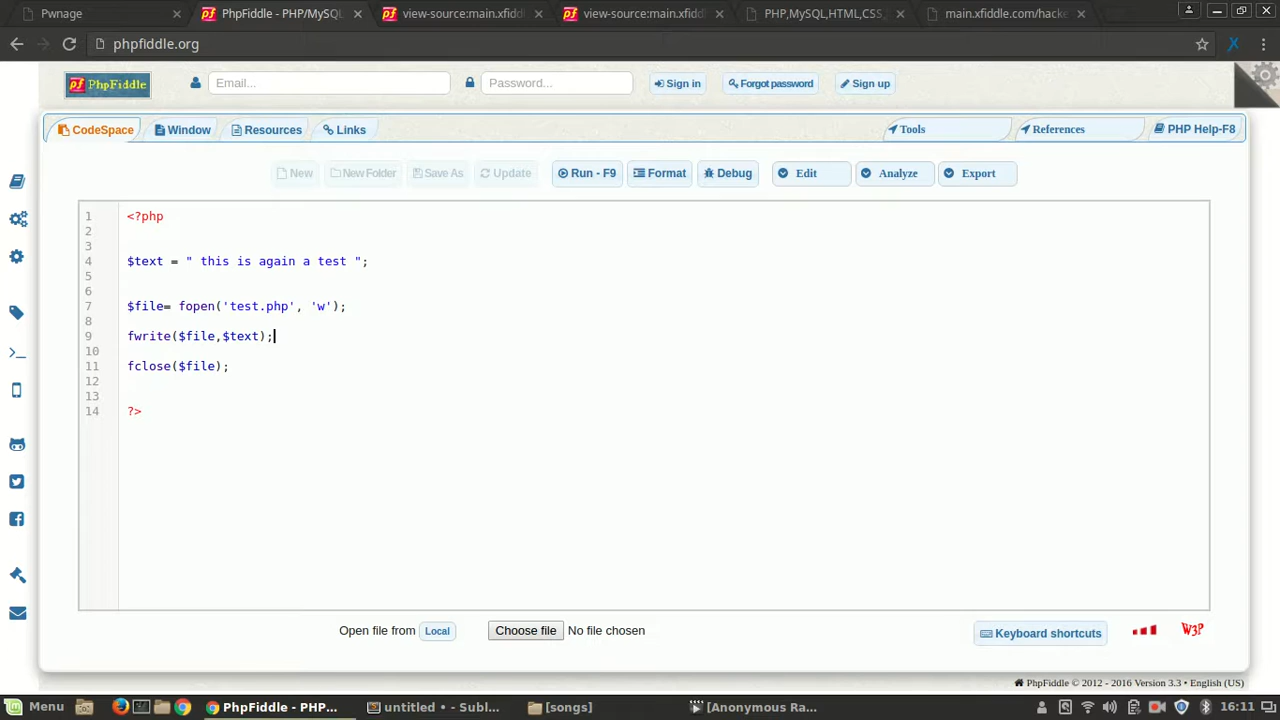 Pwnage
PhpFiddle - PHP/MySQL
view-source:main.xfiddl
view-source:main.xfiddl
PHP,MySQL,HTML,CSS,
main.xfiddle.com/hacke
phpfiddle.org
PhpFiddle
Email...
Password...
Sign in
Forgot password
Sign up
CodeSpace
Window
Resources
Links
Tools
References
PHP Help-F8
New
New Folder
Save As
Update
Run - F9
Format
Debug
Edit
Analyze
Export
1 <?php
2
3
4 $text = " this is again a test ";
5
6
7 $file= fopen('test.php', 'w');
8
9 fwrite($file,$text);
10
11 fclose($file);
12
13
14 ?>
Open file from Local Choose file No file chosen
Keyboard shortcuts
W3P
PhpFiddle © 2012 - 2016 Version 3.3 • English (US)
Menu
PhpFiddle - PHP...
untitled • - Subl...
[songs]
[Anonymous Ra...
16:11